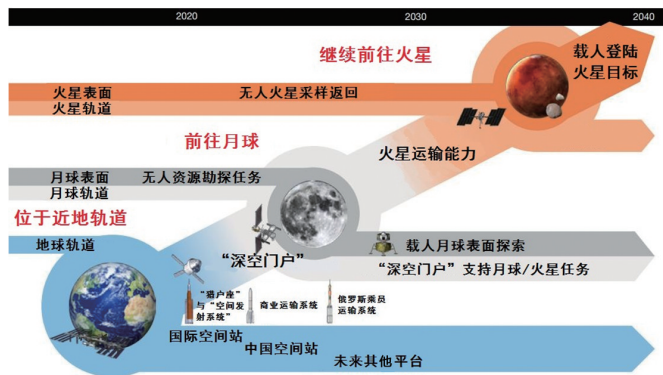 2020
2030
2040
继续前往火星
载人登陆
火星目标
火星表面
无人火星采样返回
火星轨道
前往月球
火星运输能力
月球表面
无人资源勘探任务
月球轨道
位于近地轨道
地球轨道
“深空门户”
载人月球表面探索
“深空门户”支持月球/火星任务
“猎户座”
与“空间发
射系统”
商业运输系统
俄罗斯乘员
运输系统
国际空间站
中国空间站
未来其他平台